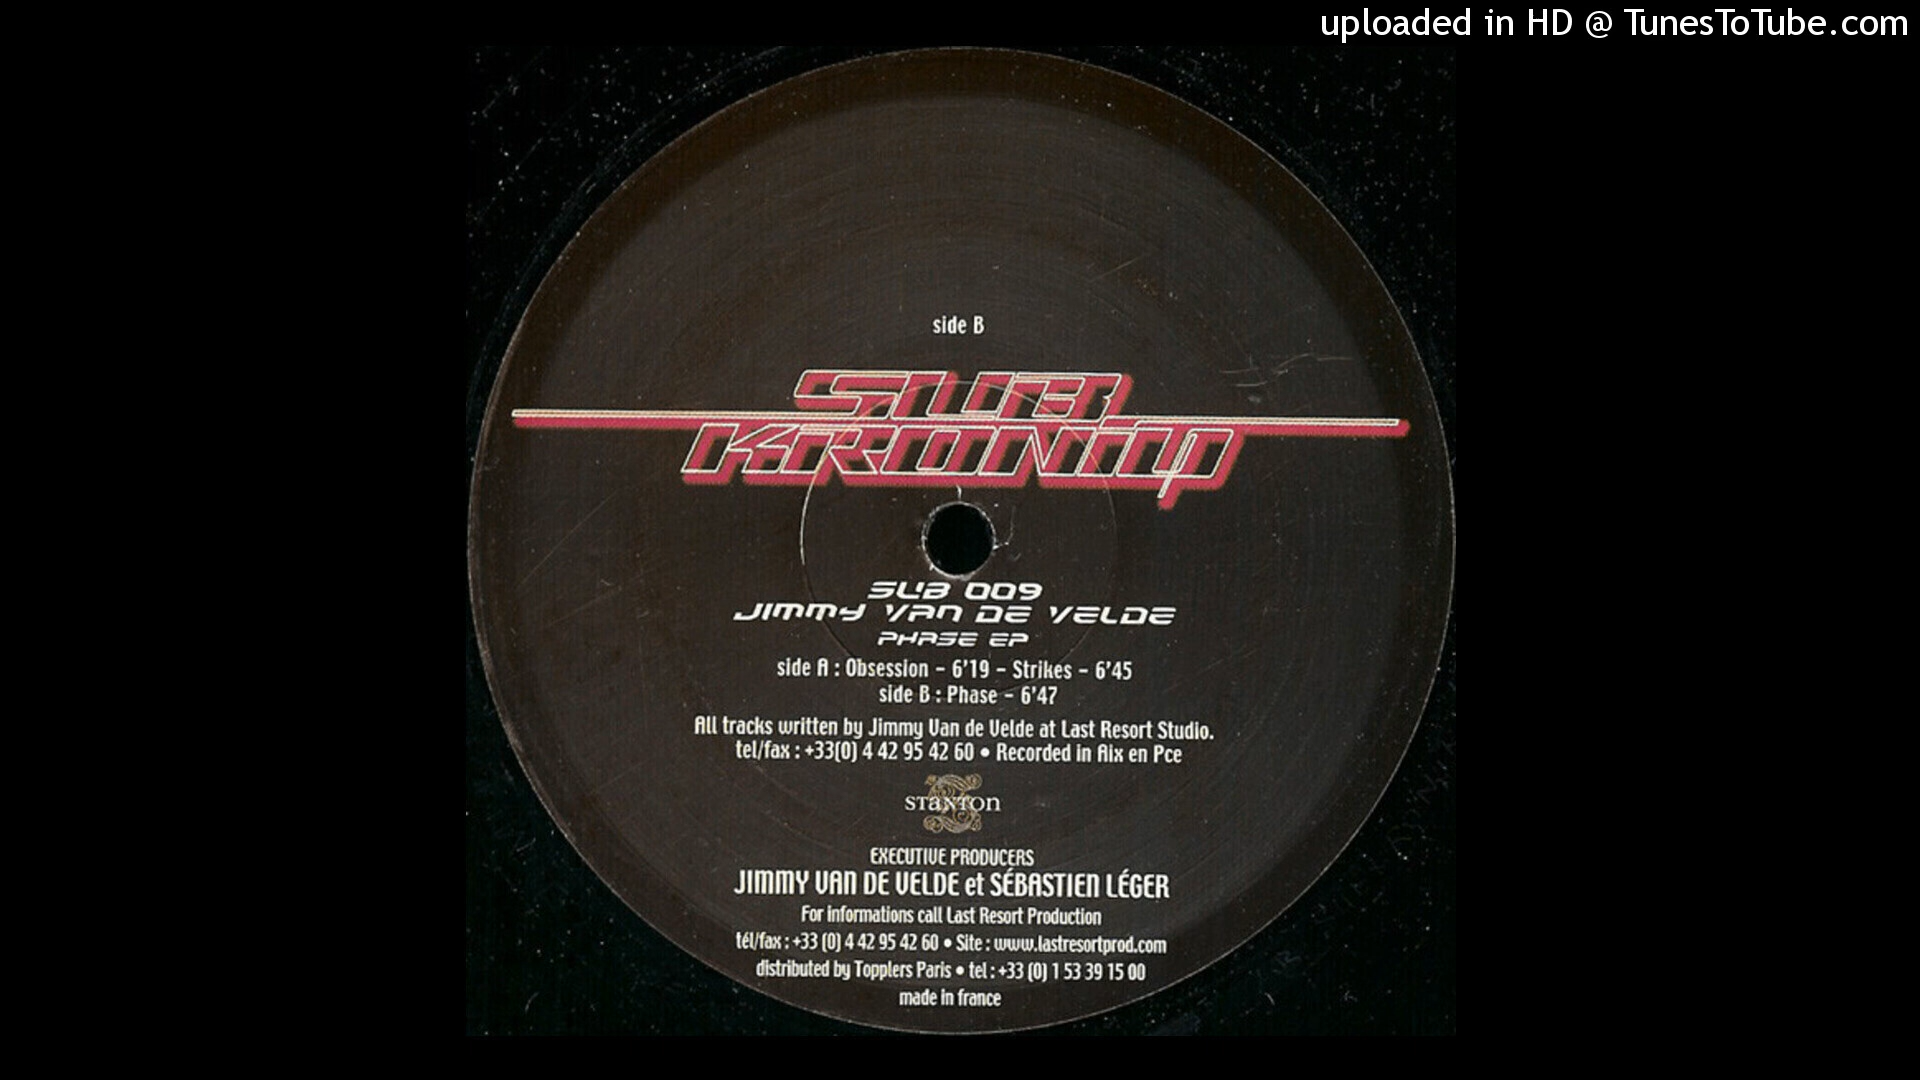 uploaded in HD @ TunesToTube.com
side B
SUB
KRONIQ
SUB 009
JIMMY VAN DE VELDE
PHASE EP
side A : Obsession - 6'19 - Strikes - 6'45
side B : Phase - 6'47
All tracks written by Jimmy Van de Velde at Last Resort Studio.
tel/fax : +33(0) 4 42 95 42 60 • Recorded in Aix en Pce
STANTON
EXECUTIVE PRODUCERS
JIMMY VAN DE VELDE et SÉBASTIEN LÉGER
For informations call Last Resort Production
tél/fax : +33 (0) 4 42 95 42 60 • Site : www.lastresortprod.com
distributed by Topplers Paris • tel : +33 (0) 1 53 39 15 00
made in france